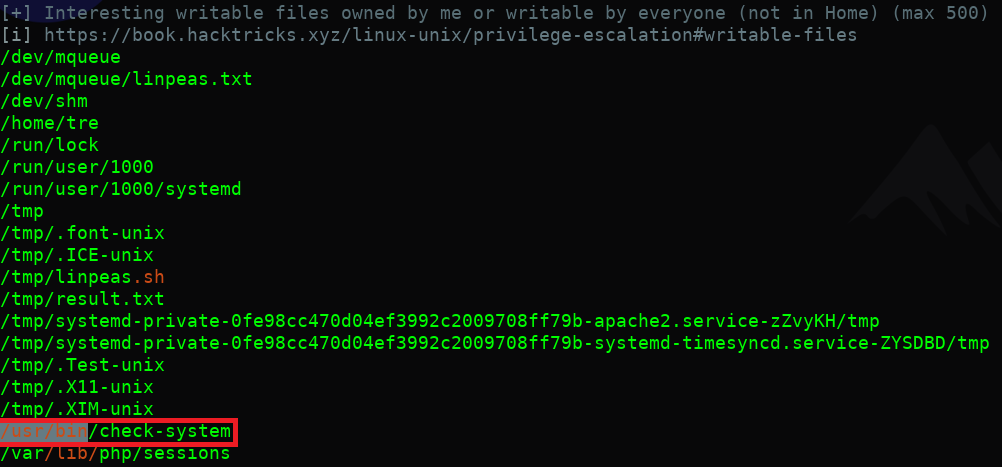 [+] Interesting writable files owned by me or writable by everyone (not in Home) (max 500)
[i] https://book.hacktricks.xyz/linux-unix/privilege-escalation#writable-files
/dev/mqueue
/dev/mqueue/linpeas.txt
/dev/shm
/home/tre
/run/lock
/run/user/1000
/run/user/1000/systemd
/tmp
/tmp/.font-unix
/tmp/.ICE-unix
/tmp/linpeas.sh
/tmp/result.txt
/tmp/systemd-private-0fe98cc470d04ef3992c2009708ff79b-apache2.service-zZvyKH/tmp
/tmp/systemd-private-0fe98cc470d04ef3992c2009708ff79b-systemd-timesyncd.service-ZYSDBD/tmp
/tmp/.Test-unix
/tmp/.X11-unix
/tmp/.XIM-unix
/usr/bin/check-system
/var/lib/php/sessions